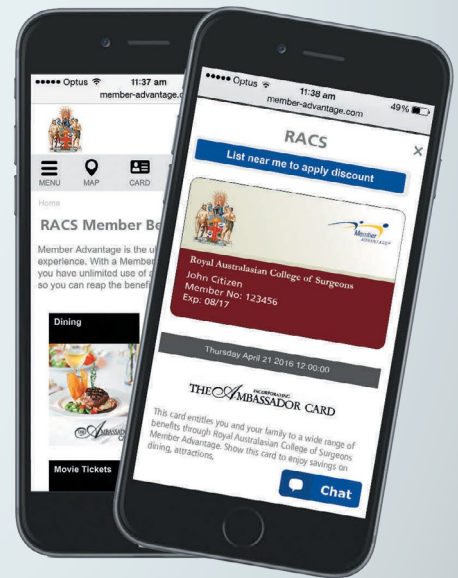 Optus
11:37 am
member-advantage.c
MENU
MAP
CARD
Home
RACS Member Be
Member Advantage is the ul
experience. With a Member
you have unlimited use of a
so you can reap the benefi
Dining
AMBASSAD
Movie Tickets
Optus
11:38 am
49%
member-advantage.com
RACS
×
List near me to apply discount
Member
ADVANTAGE
Royal Australasian College of Surgeons
John Citizen
Member No: 123456
Exp: 08/17
Thursday April 21 2016 12:00:00
INCORPORATING
THE AMBASSADOR CARD
This card entitles you and your family to a wide range of
benefits through Royal Australasian College of Surgeons
Member Advantage. Show this card to enjoy savings on
dining, attractions,
Chat